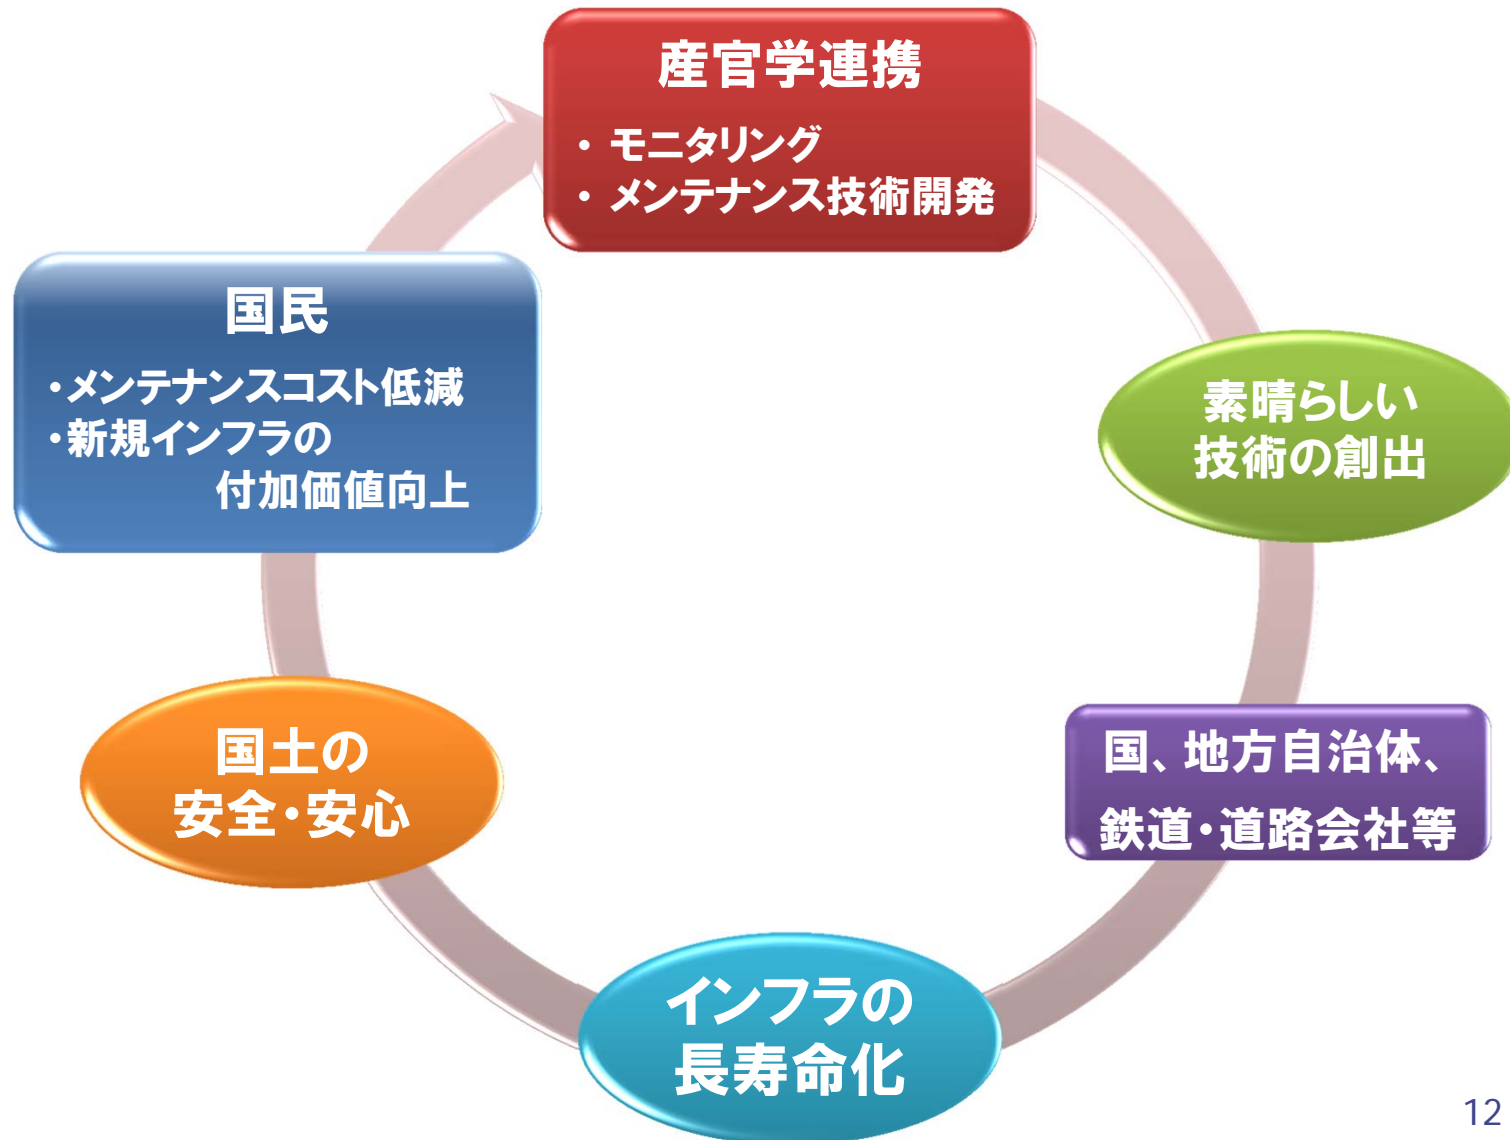 産官学連携
・ モニタリング
・ メンテナンス技術開発
素晴らしい
技術の創出
国、地方自治体、
鉄道・道路会社等
インフラの
長寿命化
国土の
安全・安心
国民
・メンテナンスコスト低減
・新規インフラの
付加価値向上
12